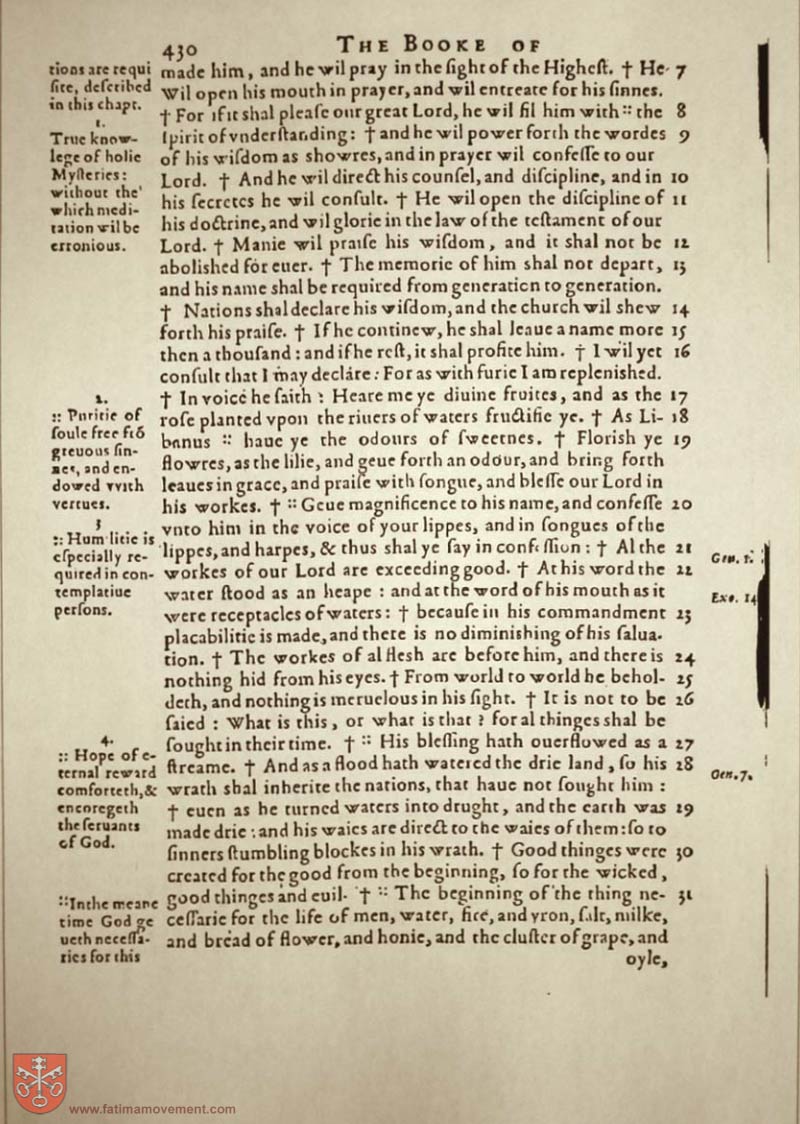 430
THE BOOKE OF
tions are requi
ſite, deſcribed
in this chapt.
1.
True know-
lege of holie
Myſteries:
without the
which medi-
tation wil be
erronious.
made him, and he wil pray in the ſight of the Higheſt. † He 7
wil open his mouth in prayer, and wil entreate for his ſinnes.
† For if it shal pleaſe our great Lord, he wil fil him with :: the 8
ſpirit of vnderſtanding: † and he wil power forth the wordes 9
of his wiſdom as showres, and in prayer wil confeſſe to our
Lord. † And he wil direct his counſel, and diſcipline, and in 10
his ſecretes he wil conſult. † He wil open the diſcipline of 11
his doctrine, and wil glorie in the law of the teſtament of our
Lord. † Manie wil praiſe his wiſdom, and it shal not be 12
abolished for euer. † The memorie of him shal not depart, 13
and his name shal be required from generation to generation.
† Nations shal declare his wiſdom, and the church wil shew 14
forth his praiſe. † If he continew, he shal leaue a name more 15
then a thouſand: and if he reſt, it shal profite him. † I wil yet 16
conſult that I may declare: For as with furie I am replenished.
† In voice he ſaith: Heare me ye diuine fruites, and as the 17
roſe planted vpon the riuers of waters fructifie ye. † As Li- 18
banus :: haue ye the odours of ſweetnes. † Florish ye 19
flowres, as the lilie, and geue forth an odour, and bring forth
leaues in grace, and praiſe with ſongue, and bleſſe our Lord in
his workes. † :: Geue magnificence to his name, and confeſſe 20
vnto him in the voice of your lippes, and in ſongues of the
lippes, and harpes, & thus shal ye ſay in confeſſion: † Al the 21
workes of our Lord are exceeding good. † At his word the 22
water ſtood as an heape: and at the word of his mouth as it
were receptacles of waters: † becauſe in his commandment 23
placabilitie is made, and there is no diminishing of his ſalua-
tion. † The workes of al flesh are before him, and there is 24
nothing hid from his eyes. † From world to world he behol- 25
deth, and nothing is meruelous in his ſight. † It is not to be 26
ſaied: What is this, or what is that? for al thinges shal be
ſought in their time. † :: His bleſſing hath ouerflowed as a 27
ſtreame. † And as a flood hath watered the drie land, ſo his 28
wrath shal inherite the nations, that haue not ſought him:
† euen as he turned waters into drught, and the earth was 29
made drie: and his waies are direct to the waies of them: ſo to
ſinners ſtumbling blockes in his wrath. † Good thinges were 30
created for the good from the beginning, ſo for the wicked,
good thinges and euil. † :: The beginning of the thing ne- 31
ceſſarie for the life of men, water, fire, and yron, ſalt, milke,
and bread of flower, and honie, and the cluſter of grape, and
oyle,
2.
:: Puritie of
ſoule free frō
greuous ſin-
nes, and en-
dowed vvith
vertues.
3
:: Humilitie is
eſpecially re-
quired in con-
templatiue
perſons.
4.
:: Hope of e-
ternal reward
comforteth, &
encoregeth
the ſeruants
of God.
:: In the meane
time God ge
ueth neceſſa-
ries for this
Gen. 1.
Exo. 14
Gen. 7.
www.fatimamovement.com